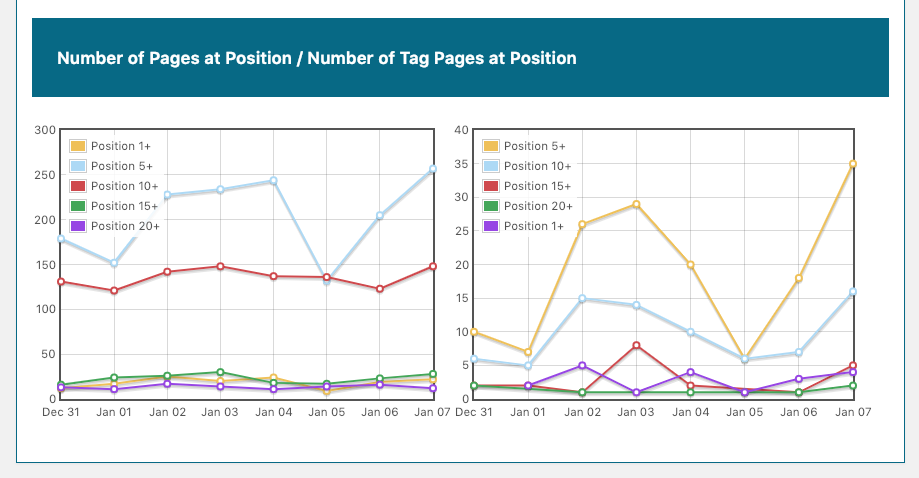 Number of Pages at Position / Number of Tag Pages at Position
300
250
200
150
100
50
0
Position 1+
Position 5+
Position 10+
Position 15+
Position 20+
Dec 31 Jan 01 Jan 02 Jan 03 Jan 04 Jan 05 Jan 06 Jan 07
40
35
30
25
20
15
10
5
0
Position 5+
Position 10+
Position 15+
Position 20+
Position 1+
Dec 31 Jan 01 Jan 02 Jan 03 Jan 04 Jan 05 Jan 06 Jan 07